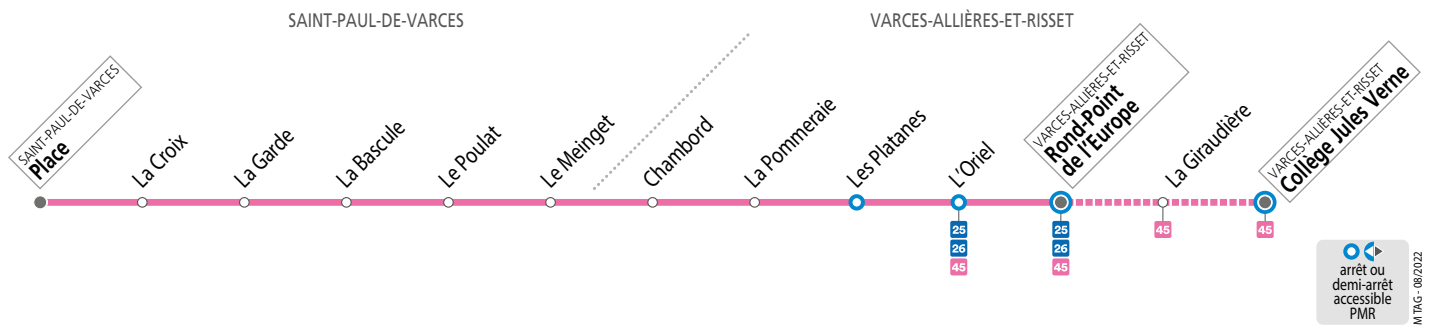 SAINT-PAUL-DE-VARCES
VARCES-ALLIÈRES-ET-RISSET
SAINT-PAUL-DE-VARCES
Place
La Croix
La Garde
La Bascule
Le Poulat
Le Meinget
Chambord
La Pommeraie
Les Platanes
L'Oriel
VARCES-ALLIÈRES-ET-RISSET
Rond-Point
de l'Europe
La Giraudière
VARCES-ALLIÈRES-ET-RISSET
Collège Jules Verne
25
26
45
25
26
45
45
45
arrêt ou
demi-arrêt
accessible
PMR
M TAG - 08/2022